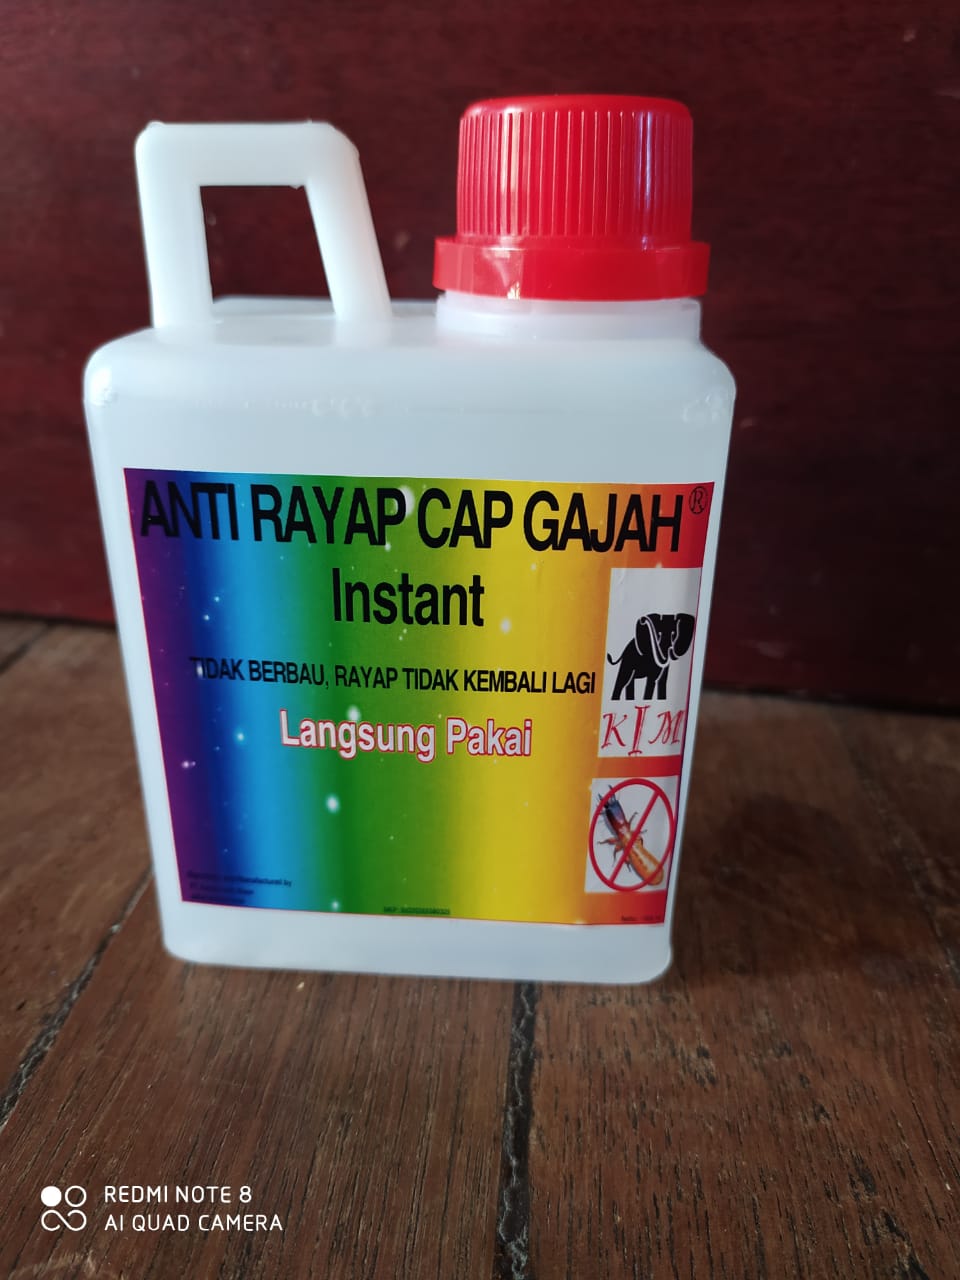 ANTI RAYAP CAP GAJAH®
Instant
TIDAK BERBAU, RAYAP TIDAK KEMBALI LAGI
Langsung Pakai
KIM
REDMI NOTE 8
AI QUAD CAMERA